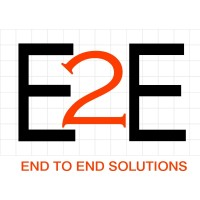 E2E
END TO END SOLUTIONS